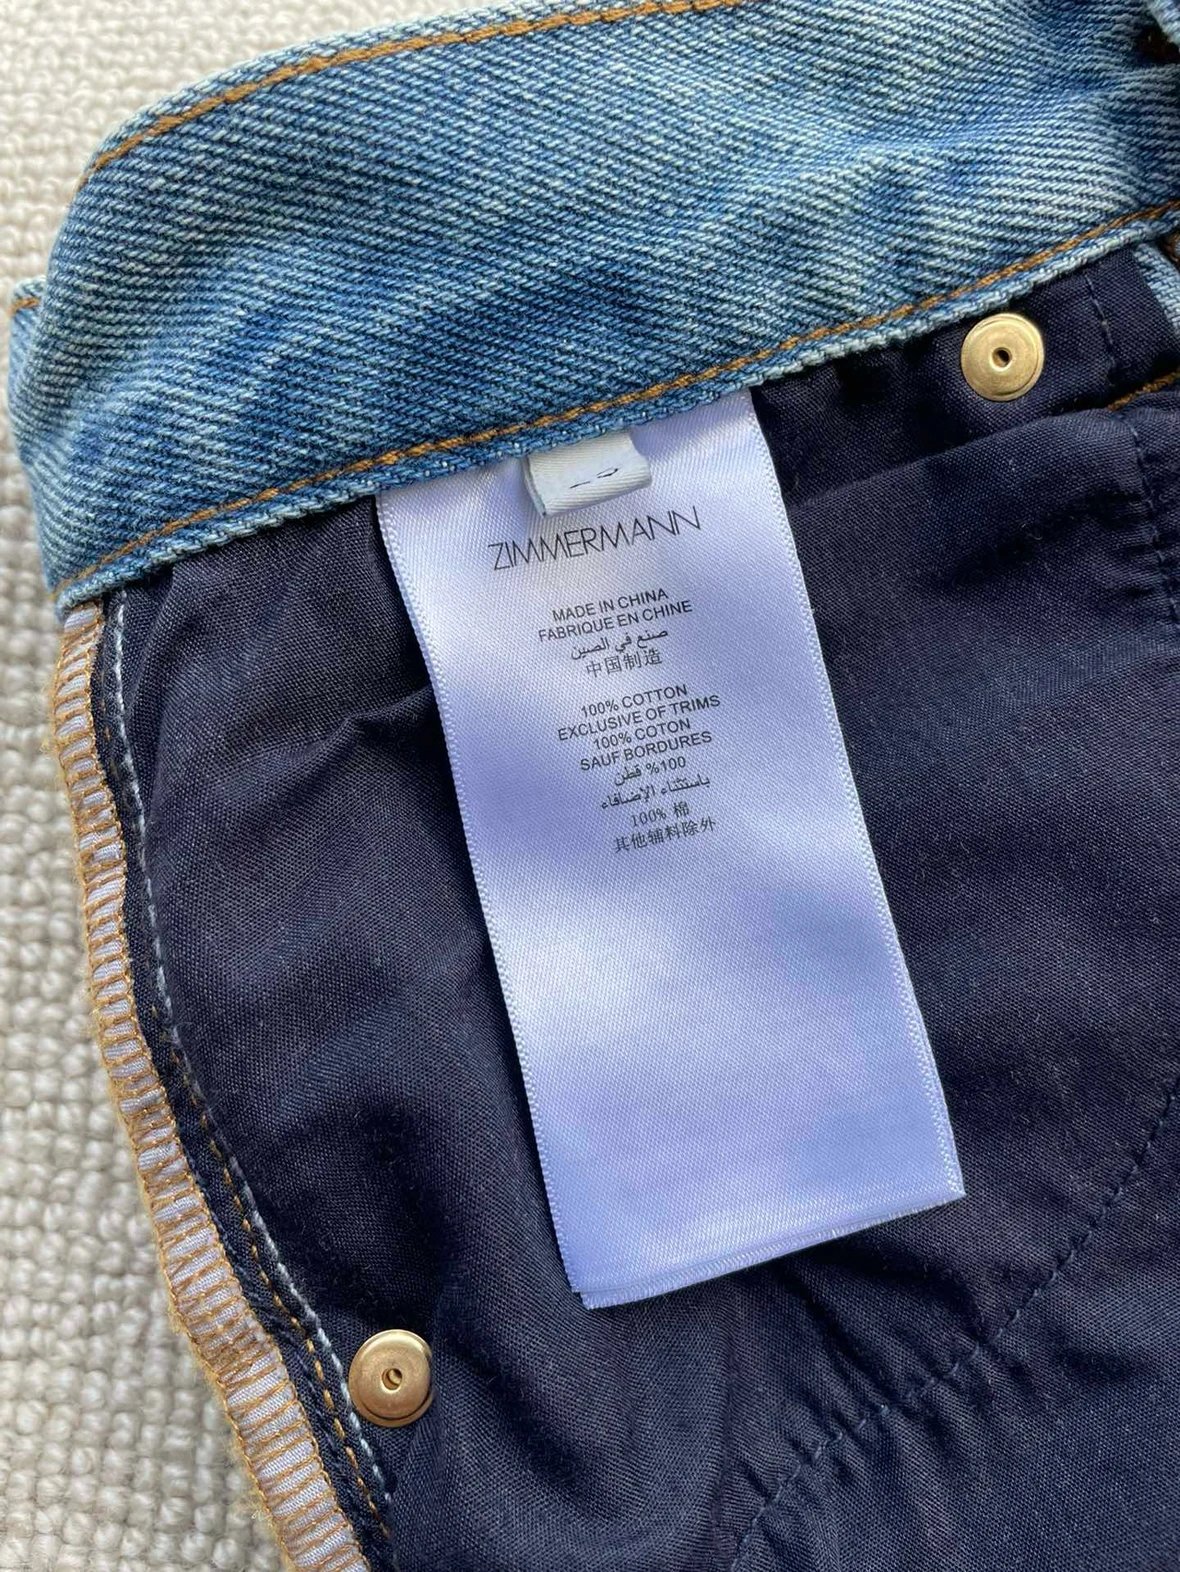 ZIMMERMANN
MADE IN CHINA
FABRIQUE EN CHINE
صنع في الصين
中国制造
100% COTTON
EXCLUSIVE OF TRIMS
100% COTON
SAUF BORDURES
100% قطن
باستثناء الإضافاء
100% 棉
其他辅料除外